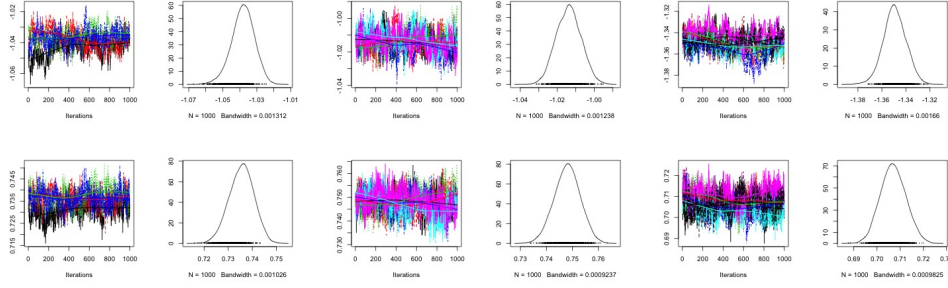 -1.02 -1.04 -1.06
0 200 400 600 800 1000
Iterations
60 50 40 30 20 10 0
-1.07 -1.05 -1.03 -1.01
N = 1000 Bandwidth = 0.001312
-1.00 -1.02 -1.04
0 200 400 600 800 1000
Iterations
60 50 40 30 20 10 0
-1.04 -1.02 -1.00
N = 1000 Bandwidth = 0.001238
-1.32 -1.34 -1.36 -1.38
0 200 400 600 800 1000
Iterations
40 30 20 10 0
-1.38 -1.36 -1.34 -1.32
N = 1000 Bandwidth = 0.00166
0.745 0.735 0.725 0.715
0 200 400 600 800 1000
Iterations
80 60 40 20 0
0.72 0.73 0.74 0.75
N = 1000 Bandwidth = 0.001026
0.760 0.750 0.740 0.730
0 200 400 600 800 1000
Iterations
80 60 40 20 0
0.73 0.74 0.75 0.76
N = 1000 Bandwidth = 0.0009237
0.72 0.71 0.70 0.69
0 200 400 600 800 1000
Iterations
70 50 30 10 0
0.69 0.70 0.71 0.72
N = 1000 Bandwidth = 0.0009825